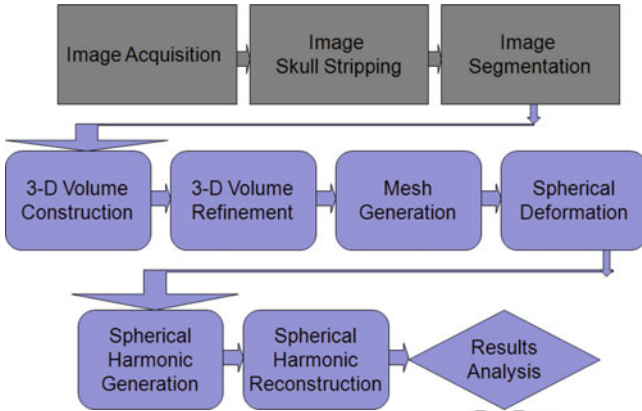 Image Acquisition
Image
Skull Stripping
Image
Segmentation
3-D Volume
Construction
3-D Volume
Refinement
Mesh
Generation
Spherical
Deformation
Spherical
Harmonic
Generation
Spherical
Harmonic
Reconstruction
Results
Analysis